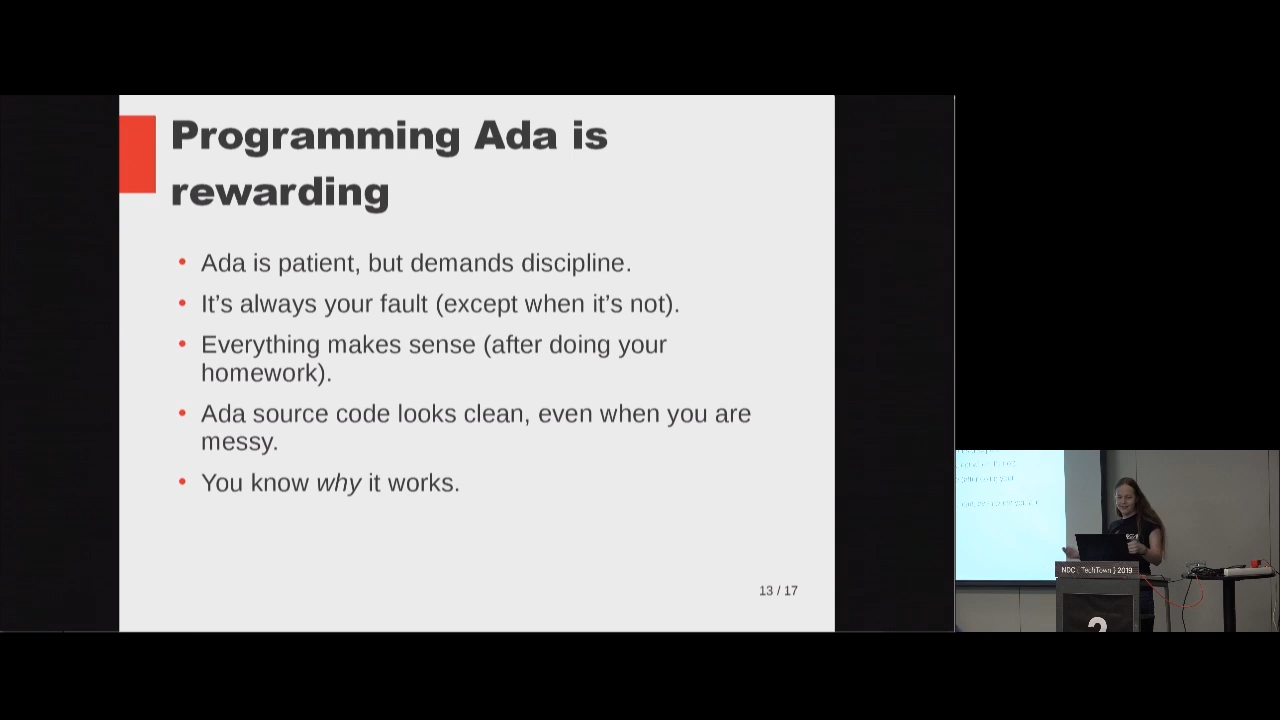 Programming Ada is
rewarding
• Ada is patient, but demands discipline.
• It’s always your fault (except when it’s not).
• Everything makes sense (after doing your
homework).
• Ada source code looks clean, even when you are
messy.
• You know why it works.
13 / 17
NDC { TechTown } 2019
2